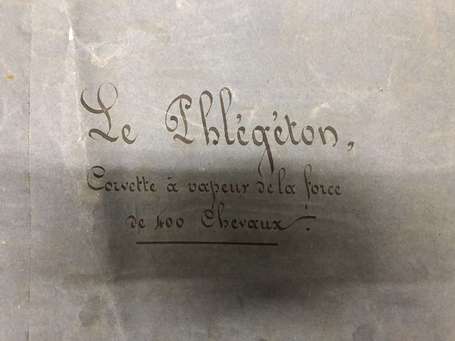 Le Phlégéton,
Corvette à vapeur de la force
de 400 Chevaux.